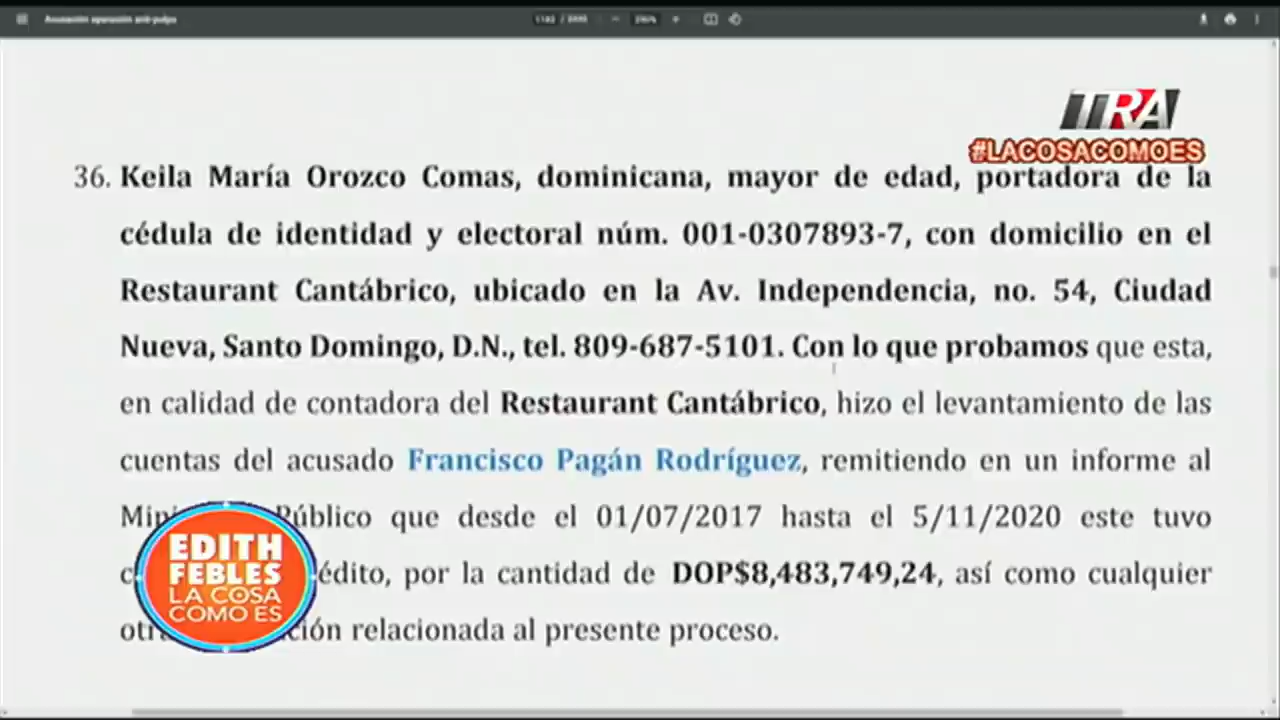 Acusación operación anti-pulpo
TRA
#LACOSACOMOES
36. Keila María Orozco Comas, dominicana, mayor de edad, portadora de la
cédula de identidad y electoral núm. 001-0307893-7, con domicilio en el
Restaurant Cantábrico, ubicado en la Av. Independencia, no. 54, Ciudad
Nueva, Santo Domingo, D.N., tel. 809-687-5101. Con lo que probamos que esta,
en calidad de contadora del Restaurant Cantábrico, hizo el levantamiento de las
cuentas del acusado Francisco Pagán Rodríguez, remitiendo en un informe al
Público que desde el 01/07/2017 hasta el 5/11/2020 este tuvo
édito, por la cantidad de DOP$8,483,749,24, así como cualquier
ción relacionada al presente proceso.
EDITH
FEBLES
LA COSA
COMO ES